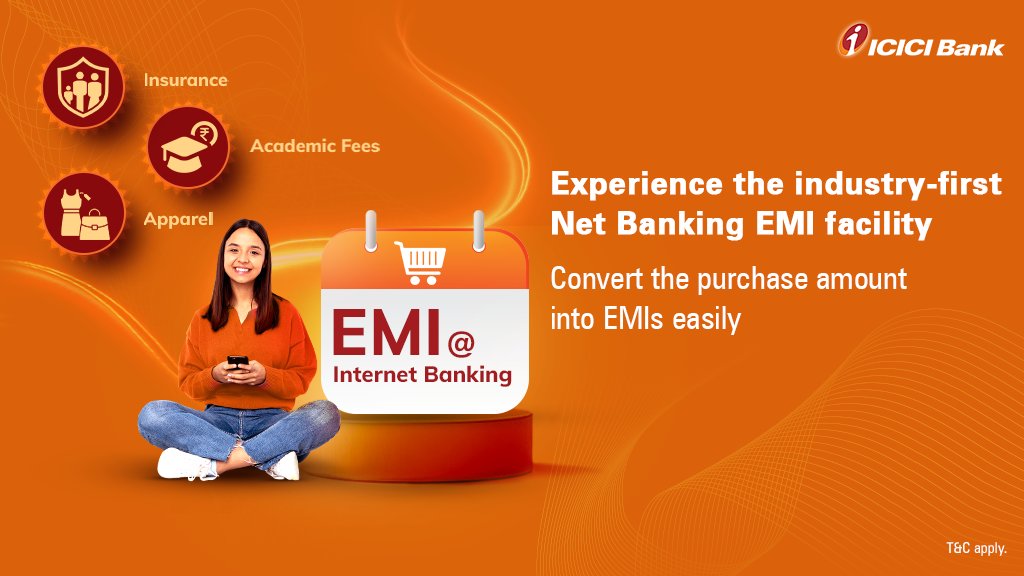 ICICI Bank
Insurance
Academic Fees
Apparel
EMI@
Internet Banking
Experience the industry-first
Net Banking EMI facility
Convert the purchase amount
into EMIs easily
T&C apply.